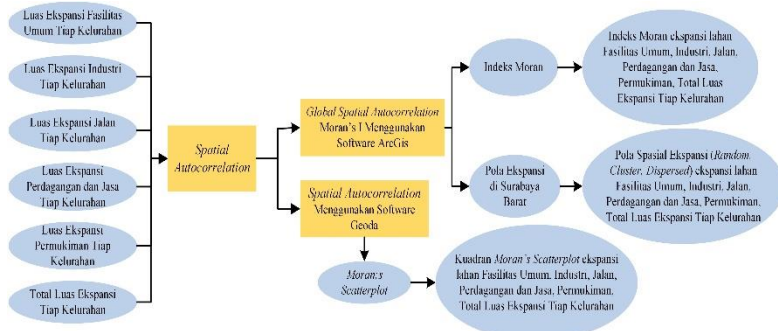 Luas Ekspansi Fasilitas
Umum Tiap Kelurahan
Luas Ekspansi Industri
Tiap Kelurahan
Luas Ekspansi Jalan
Tiap Kelurahan
Luas Ekspansi
Perdagangan dan Jasa
Tiap Kelurahan
Luas Ekspansi
Permukiman Tiap
Kelurahan
Total Luas Ekspansi
Tiap Kelurahan
Spatial
Autocorrelation
Global Spatial Autocorrelation
Moran's I Menggunakan
Software ArcGis
Spatial Autocorrelation
Menggunakan Software
Geoda
Indeks Moran
Pola Ekspansi
di Surabaya
Barat
Moran;s
Scatterplot
Indeks Moran ekspansi lahan
Fasilitas Umum, Industri, Jalan,
Perdagangan dan Jasa,
Permukiman, Total Luas
Ekspansi Tiap Kelurahan
Pola Spasial Ekspansi (Random,
Cluster, Dispersed) ekspansi lahan
Fasilitas Umum, Industri, Jalan,
Perdagangan dan Jasa, Permukiman,
Total Luas Ekspansi Tiap Kelurahan
Kuadran Moran's Scatterplot ekspansi
lahan Fasilitas Umum, Industri, Jalan,
Perdagangan dan Jasa, Permukiman,
Total Luas Ekspansi Tiap Kelurahan